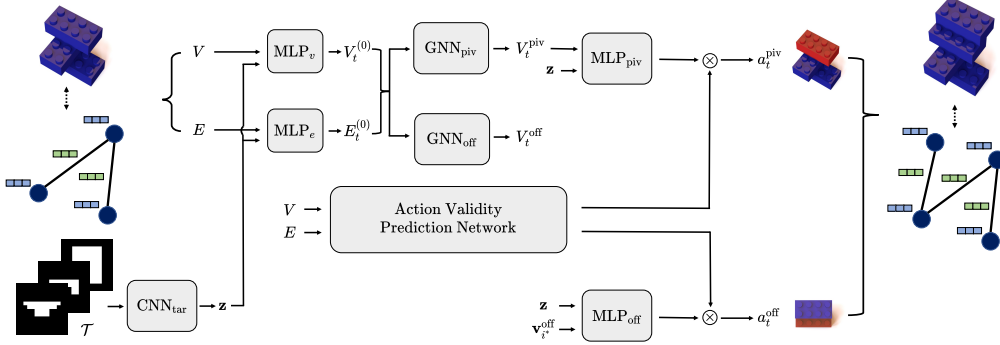 V
MLP_v
V_t^{(0)}
GNN_piv
V_t^piv
z
MLP_piv
⊗
a_t^piv
E
MLP_e
E_t^{(0)}
GNN_off
V_t^off
V
E
Action Validity
Prediction Network
𝒯
CNN_tar
z
z
v_{i*}^off
MLP_off
⊗
a_t^off